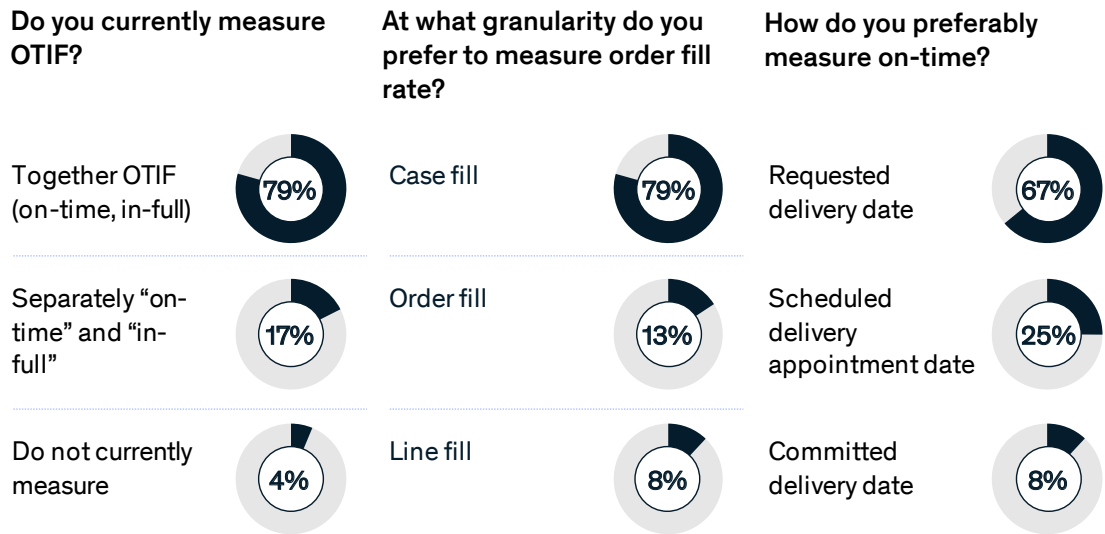 Do you currently measure
OTIF?
Together OTIF
(on-time, in-full)
79%
Separately “on-
time” and “in-
full”
17%
Do not currently
measure
4%
At what granularity do you
prefer to measure order fill
rate?
Case fill
79%
Order fill
13%
Line fill
8%
How do you preferably
measure on-time?
Requested
delivery date
67%
Scheduled
delivery
appointment date
25%
Committed
delivery date
8%